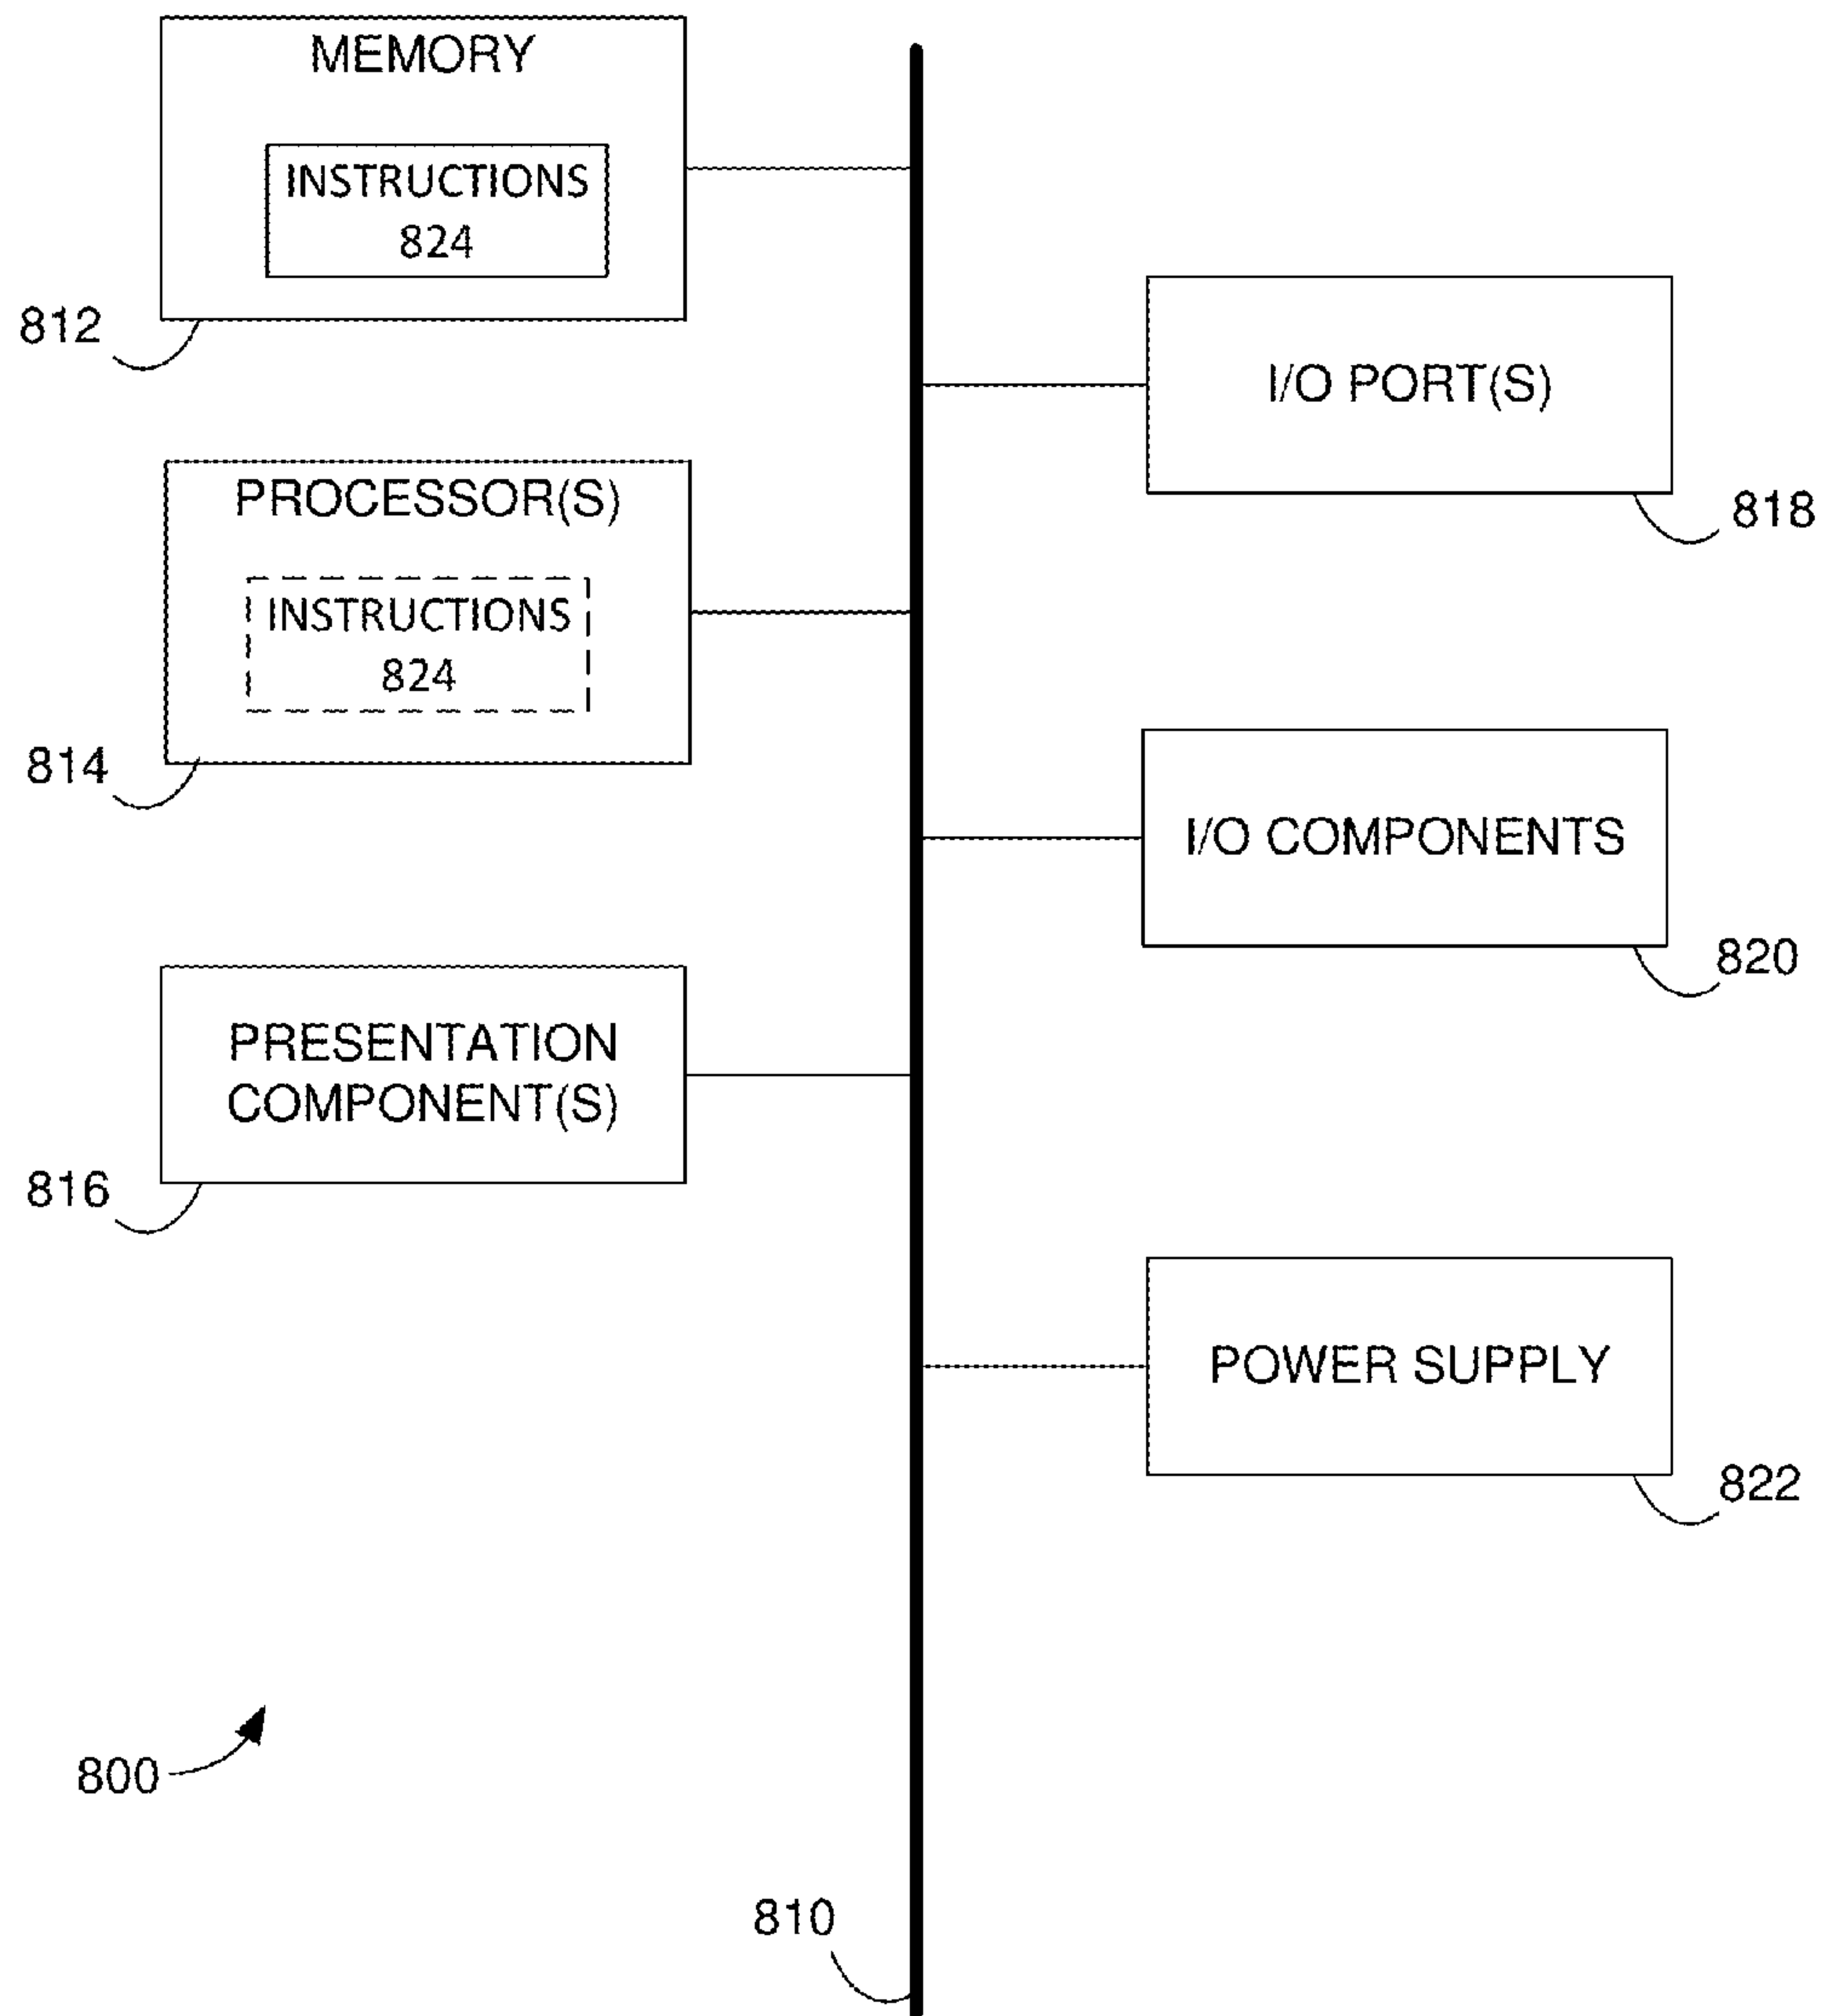 MEMORY
INSTRUCTIONS
824
812
I/O PORT(S)
818
PROCESSOR(S)
INSTRUCTIONS
824
814
I/O COMPONENTS
820
PRESENTATION
COMPONENT(S)
816
POWER SUPPLY
822
800
810